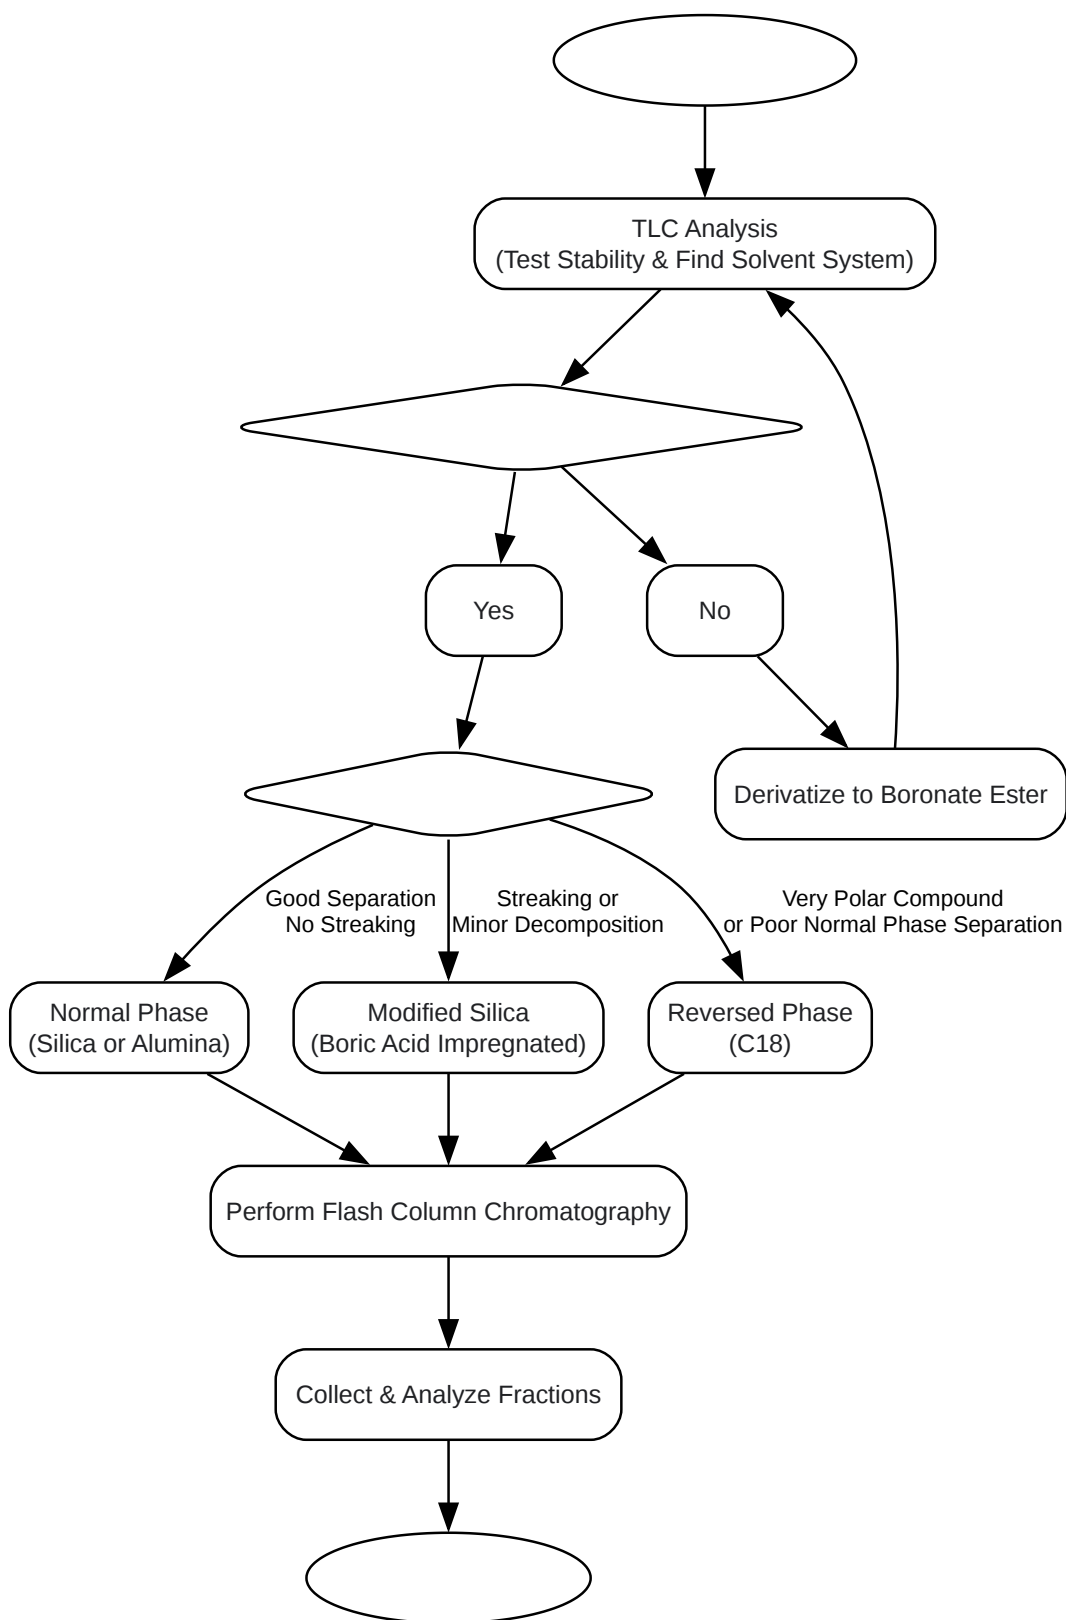 TLC Analysis
(Test Stability & Find Solvent System)
Yes
No
Derivatize to Boronate Ester
Good Separation
No Streaking
Streaking or
Minor Decomposition
Very Polar Compound
or Poor Normal Phase Separation
Normal Phase
(Silica or Alumina)
Modified Silica
(Boric Acid Impregnated)
Reversed Phase
(C18)
Perform Flash Column Chromatography
Collect & Analyze Fractions